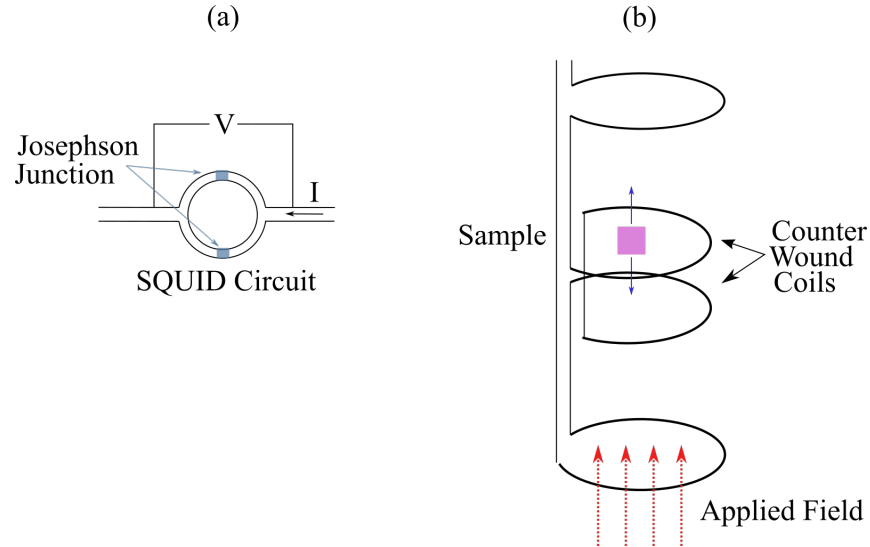 (a)
V
Josephson
Junction
I
SQUID Circuit
(b)
Sample
Counter
Wound
Coils
Applied Field